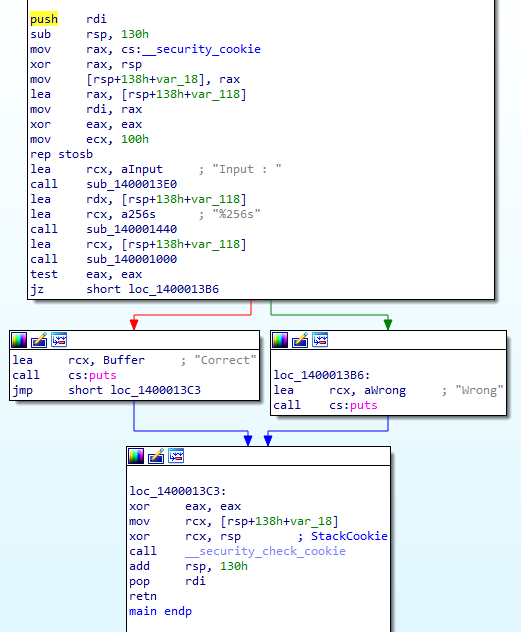 push rdi
sub rsp, 130h
mov rax, cs:__security_cookie
xor rax, rsp
mov [rsp+138h+var_18], rax
lea rax, [rsp+138h+var_118]
mov rdi, rax
xor eax, eax
mov ecx, 100h
rep stosb
lea rcx, aInput ; "Input : "
call sub_1400013E0
lea rdx, [rsp+138h+var_118]
lea rcx, a256s ; "%256s"
call sub_140001440
lea rcx, [rsp+138h+var_118]
call sub_140001000
test eax, eax
jz short loc_1400013B6
lea rcx, Buffer ; "Correct"
call cs:puts
jmp short loc_1400013C3
loc_1400013B6:
lea rcx, aWrong ; "Wrong"
call cs:puts
loc_1400013C3:
xor eax, eax
mov rcx, [rsp+138h+var_18]
xor rcx, rsp ; StackCookie
call __security_check_cookie
add rsp, 130h
pop rdi
retn
main endp